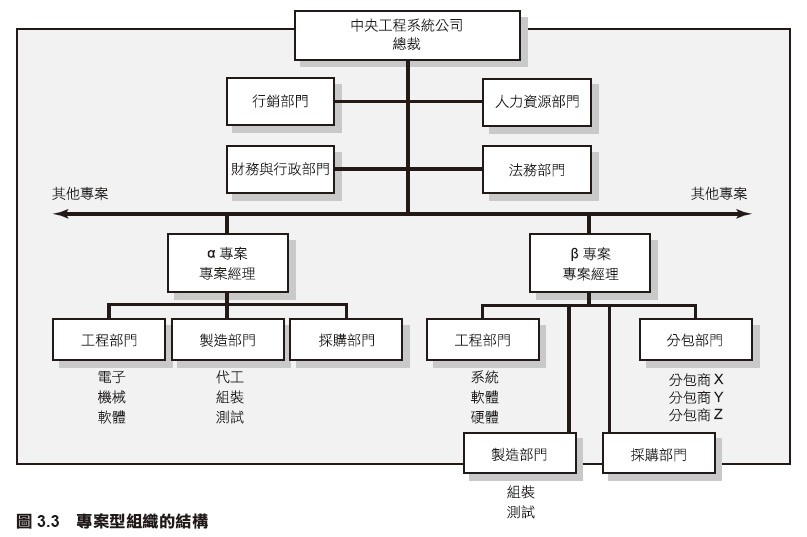 中央工程系統公司
總裁
行銷部門
人力資源部門
財務與行政部門
法務部門
其他專案
其他專案
α 專案
專案經理
β 專案
專案經理
工程部門
製造部門
採購部門
工程部門
分包部門
電子
機械
軟體
代工
組裝
測試
系統
軟體
硬體
分包商 X
分包商 Y
分包商 Z
製造部門
採購部門
組裝
測試
圖 3.3 專案型組織的結構